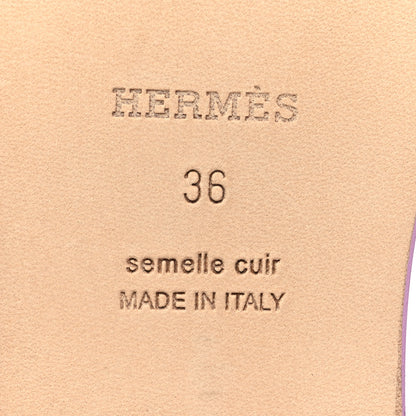 HERMÈS
36
semelle cuir
MADE IN ITALY